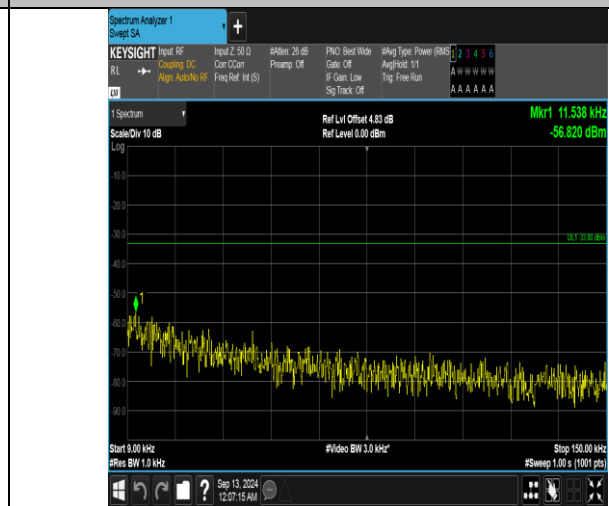 Spectrum Analyzer 1
Swept SA
+
KEYSIGHT
RL
LXI
Input: RF
Coupling: DC
Align: Auto/No RF
Input Z: 50 Ω
Corr CCorr
Freq Ref: Int (S)
#Atten: 26 dB
Preamp: Off
PNO: Best Wide
Gate: Off
IF Gain: Low
Sig Track: Off
#Avg Type: Power (RMS
Avg|Hold: 1/1
Trig: Free Run
1 2 3 4 5 6
A W W W W W
A A A A A A
1 Spectrum
Scale/Div 10 dB
Ref Lvl Offset 4.83 dB
Ref Level 0.00 dBm
Mkr1 11.538 kHz
-56.820 dBm
Log
-10.0
-20.0
-30.0
DL1 -33.00 dBm
-40.0
-50.0
1
-60.0
-70.0
-80.0
-90.0
Start 9.00 kHz
#Res BW 1.0 kHz
#Video BW 3.0 kHz*
Stop 150.00 kHz
#Sweep 1.00 s (1001 pts)
?
Sep 13, 2024
12:07:15 AM